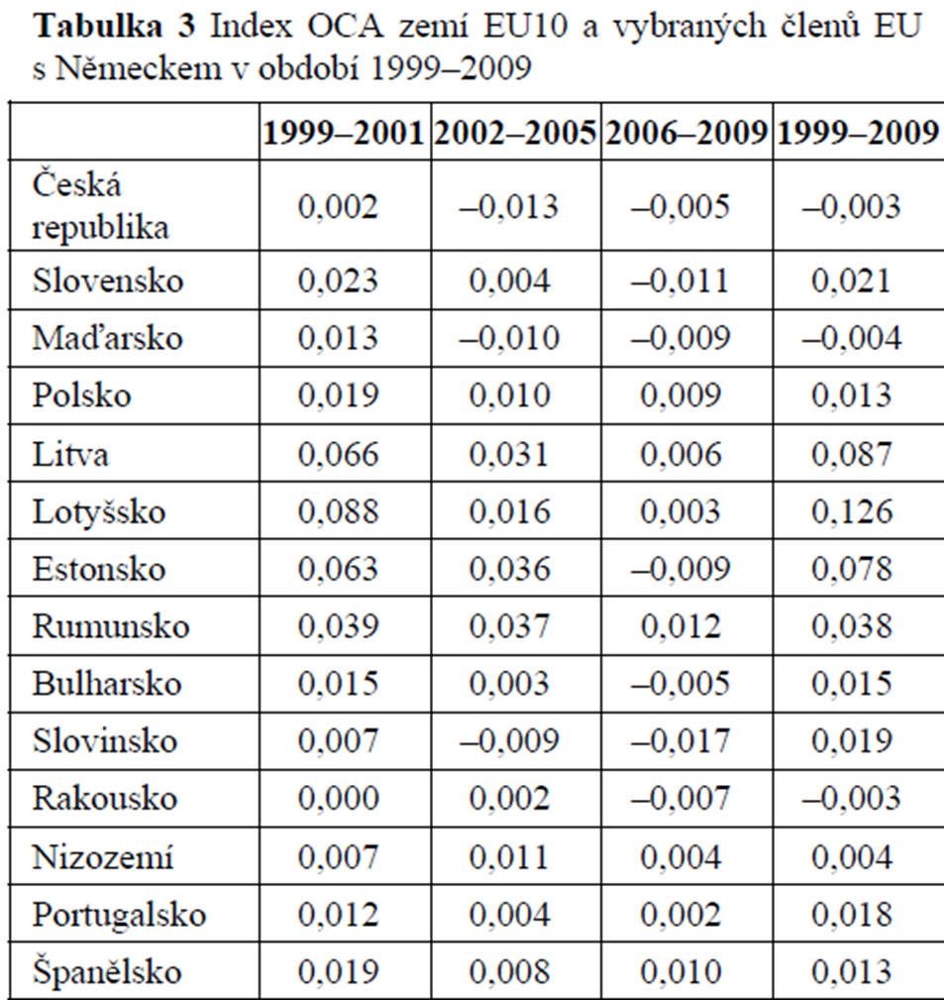 Tabulka 3 Index OCA zemí EU10 a vybraných členů EU
s Německem v období 1999–2009
1999–2001 2002–2005 2006–2009 1999–2009
Česká
republika 0,002 –0,013 –0,005 –0,003
Slovensko 0,023 0,004 –0,011 0,021
Maďarsko 0,013 –0,010 –0,009 –0,004
Polsko 0,019 0,010 0,009 0,013
Litva 0,066 0,031 0,006 0,087
Lotyšsko 0,088 0,016 0,003 0,126
Estonsko 0,063 0,036 –0,009 0,078
Rumunsko 0,039 0,037 0,012 0,038
Bulharsko 0,015 0,003 –0,005 0,015
Slovinsko 0,007 –0,009 –0,017 0,019
Rakousko 0,000 0,002 –0,007 –0,003
Nizozemí 0,007 0,011 0,004 0,004
Portugalsko 0,012 0,004 0,002 0,018
Španělsko 0,019 0,008 0,010 0,013